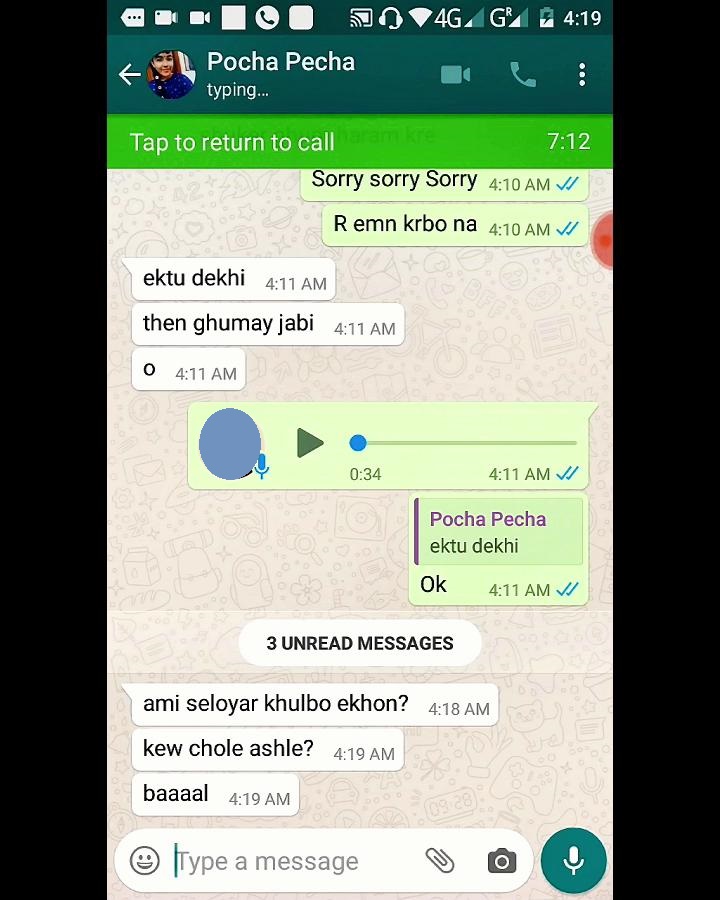 4G GR 4:19
Pocha Pecha
typing...
Tap to return to call 7:12
Sorry sorry Sorry 4:10 AM
R emn krbo na 4:10 AM
ektu dekhi 4:11 AM
then ghumay jabi 4:11 AM
o 4:11 AM
0:34 4:11 AM
Pocha Pecha
ektu dekhi
Ok 4:11 AM
3 UNREAD MESSAGES
ami seloyar khulbo ekhon? 4:18 AM
kew chole ashle? 4:19 AM
baaaal 4:19 AM
Type a message